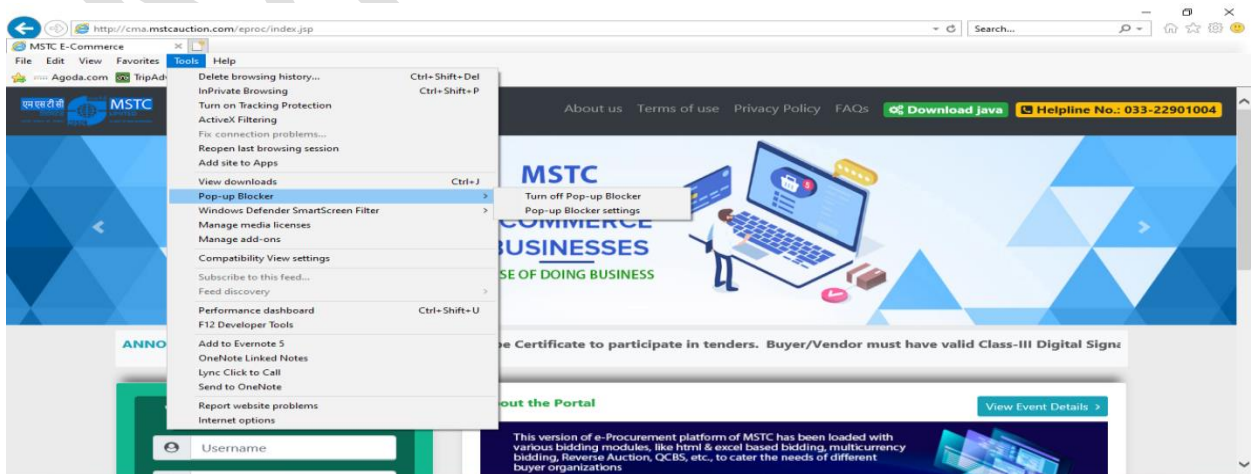 http://cma.mstcauction.com/eproc/index.jsp
Search...
MSTC E-Commerce
File Edit View Favorites Tools Help
Agoda.com TripAdv
Delete browsing history... Ctrl+Shift+Del
InPrivate Browsing Ctrl+Shift+P
Turn on Tracking Protection
ActiveX Filtering
Fix connection problems...
Reopen last browsing session
Add site to Apps
View downloads Ctrl+J
Pop-up Blocker
Windows Defender SmartScreen Filter
Manage media licenses
Manage add-ons
Compatibility View settings
Subscribe to this feed...
Feed discovery
Performance dashboard Ctrl+Shift+U
F12 Developer Tools
Add to Evernote 5
OneNote Linked Notes
Lync Click to Call
Send to OneNote
Report website problems
Internet options
Turn off Pop-up Blocker
Pop-up Blocker settings
एम एस टी सी MSTC
About us Terms of use Privacy Policy FAQs Download java Helpline No.: 033-22901004
MSTC
COMMERCE
BUSINESSES
SE OF DOING BUSINESS
ANNO
e Certificate to participate in tenders. Buyer/Vendor must have valid Class-III Digital Signa
out the Portal
View Event Details
Username
This version of e-Procurement platform of MSTC has been loaded with
various bidding modules, like html & excel based bidding, multicurrency
bidding, Reverse Auction, QCBS, etc., to cater the needs of different
buyer organizations